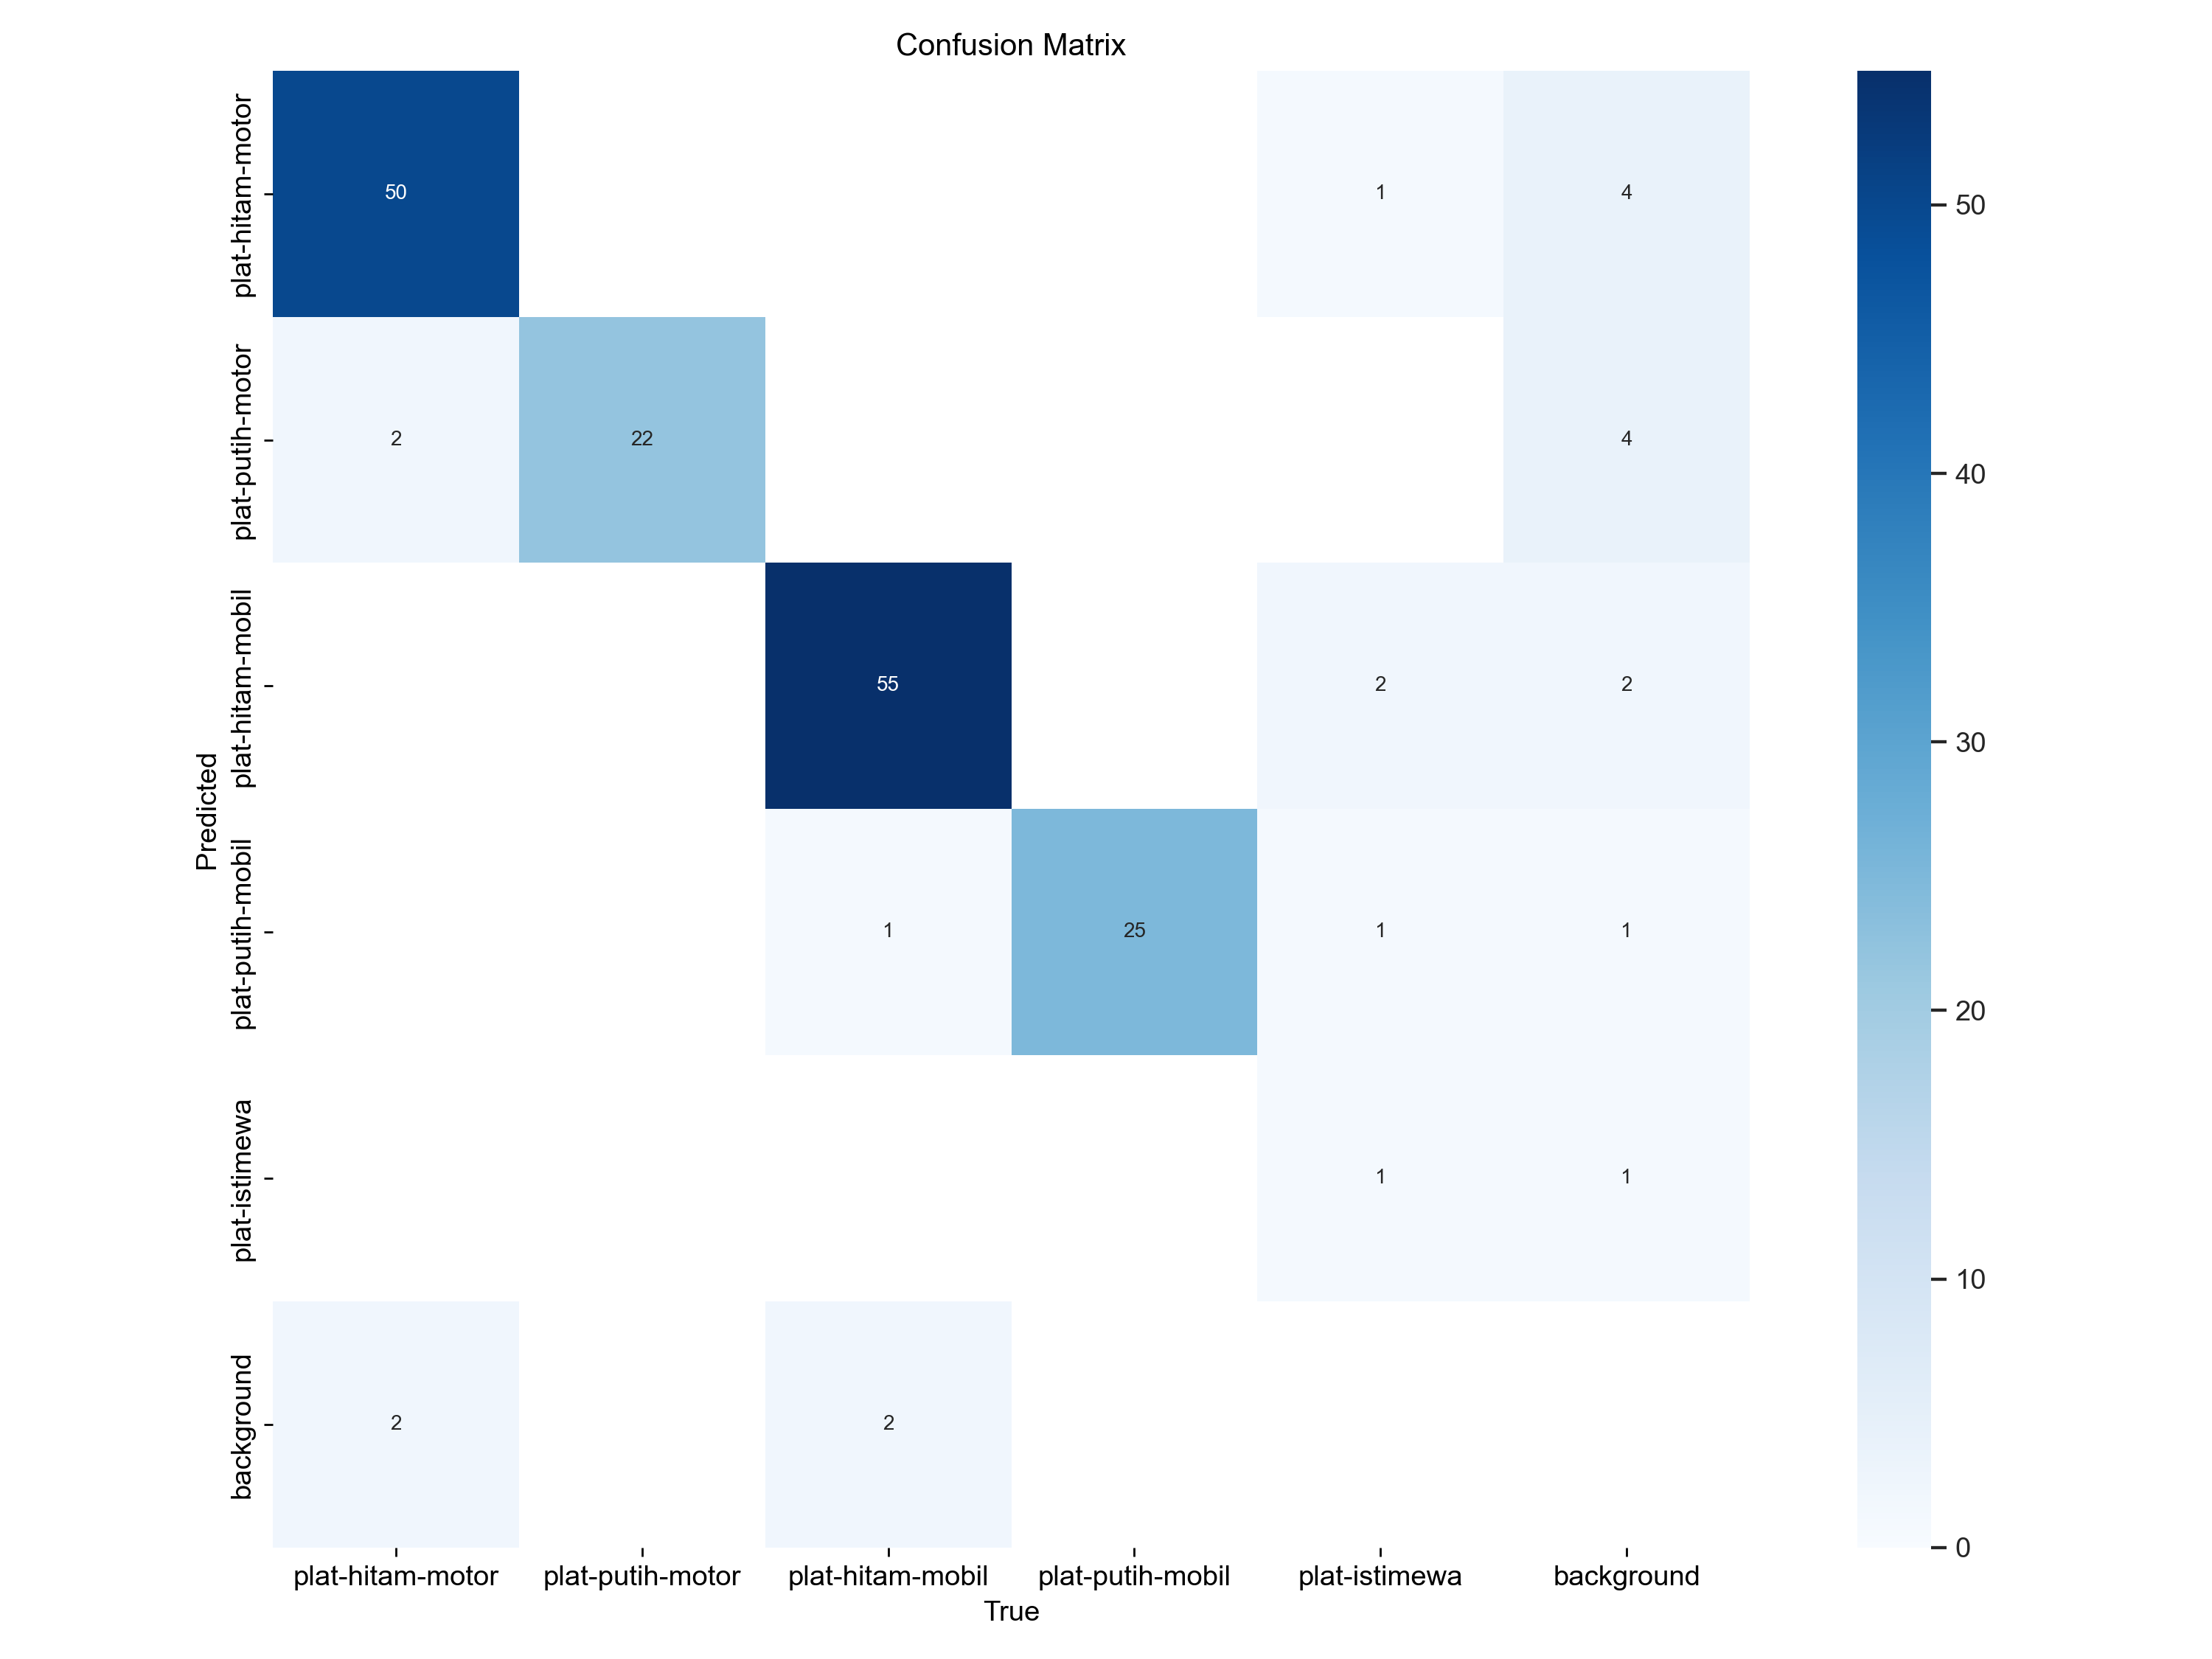 Confusion Matrix
plat-hitam-motor
50
1
4
plat-putih-motor
2
22
4
plat-hitam-mobil
55
2
2
plat-putih-mobil
1
25
1
1
plat-istimewa
1
1
background
2
2
Predicted
plat-hitam-motor
plat-putih-motor
plat-hitam-mobil
plat-putih-mobil
plat-istimewa
background
True
50
40
30
20
10
0